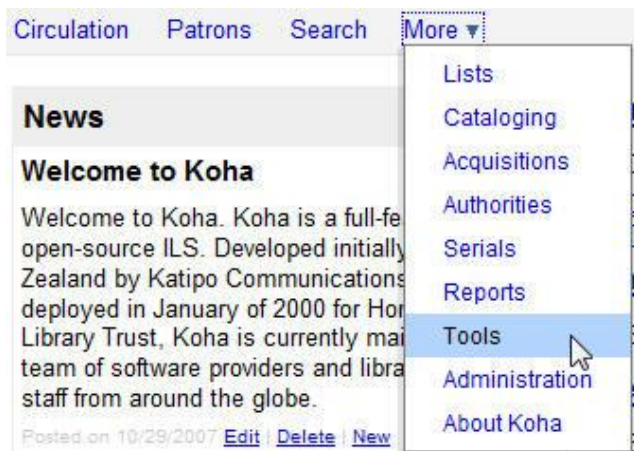 Circulation Patrons Search More ▾
Lists
Cataloging
Acquisitions
Authorities
Serials
Reports
Tools
Administration
About Koha
News
Welcome to Koha
Welcome to Koha. Koha is a full-fe
open-source ILS. Developed initially
Zealand by Katipo Communications
deployed in January of 2000 for Hor
Library Trust, Koha is currently mai
team of software providers and libra
staff from around the globe.
Posted on 10/29/2007 Edit | Delete | New